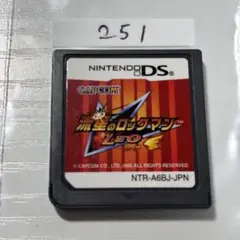 251
NINTENDO DS
CAPCOM
流星のロックマン
LEO
© CAPCOM CO., LTD. 2006 ALL RIGHTS RESERVED.
NTR-A6BJ-JPN